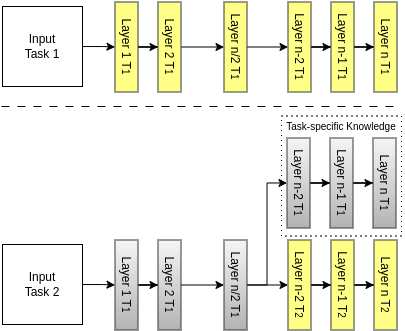 Input
Task 1
Layer 1 T1
Layer 2 T1
Layer n/2 T1
Layer n-2 T1
Layer n-1 T1
Layer n T1
Task-specific Knowledge
Layer n-2 T1
Layer n-1 T1
Layer n T1
Input
Task 2
Layer 1 T1
Layer 2 T1
Layer n/2 T1
Layer n-2 T2
Layer n-1 T2
Layer n T2